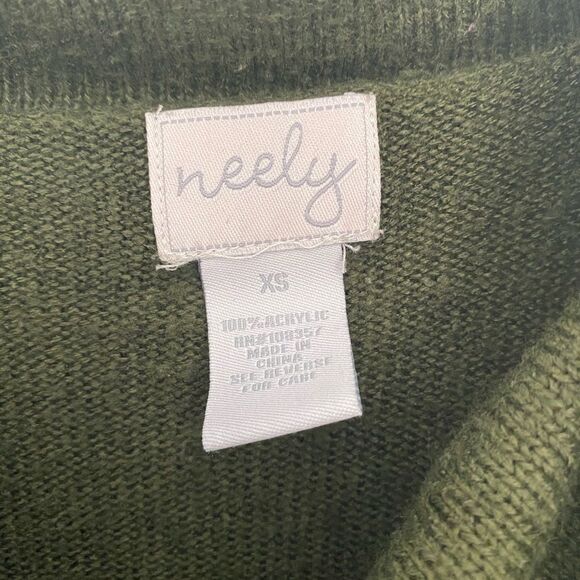 neely
XS
100% ACRYLIC
RN#108357
MADE IN
CHINA
SEE REVERSE
FOR CARE